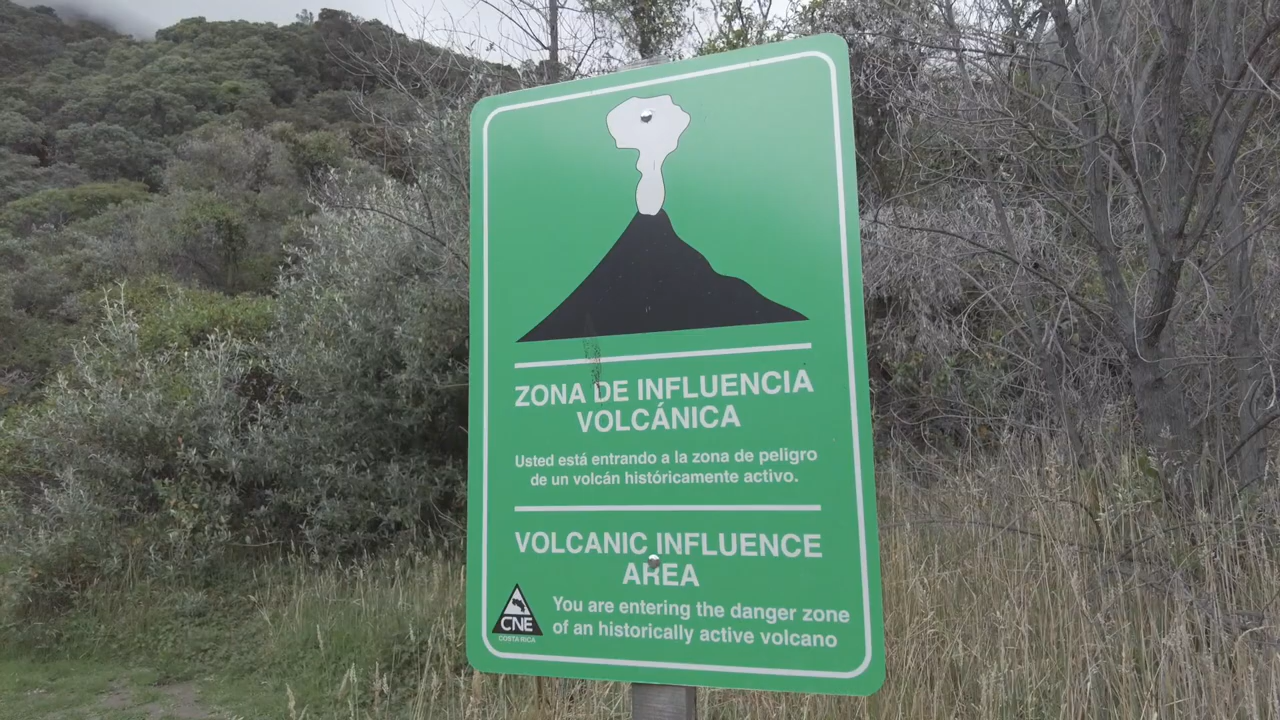 ZONA DE INFLUENCIA
VOLCÁNICA
Usted está entrando a la zona de peligro
de un volcán históricamente activo.
VOLCANIC INFLUENCE
AREA
You are entering the danger zone
of an historically active volcano
CNE
COSTA RICA